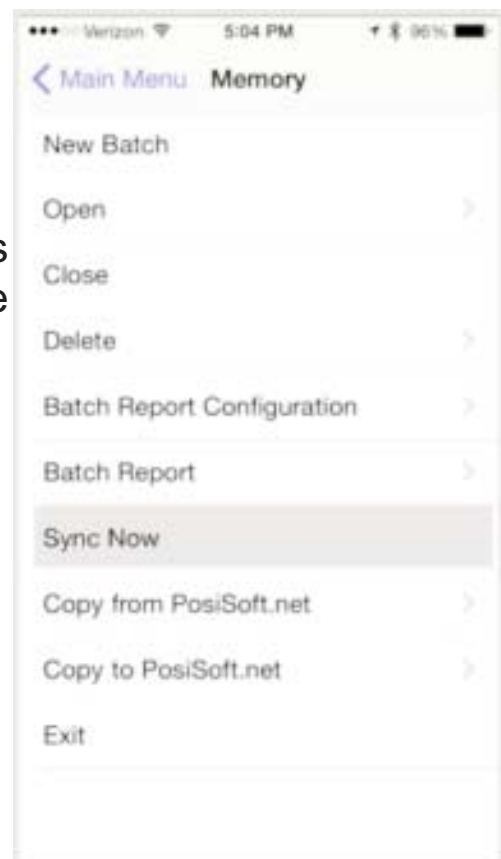 Verizon 5:04 PM 96%
Main Menu Memory
New Batch
Open
s
Close
e
Delete
Batch Report Configuration
Batch Report
Sync Now
Copy from PosiSoft.net
Copy to PosiSoft.net
Exit